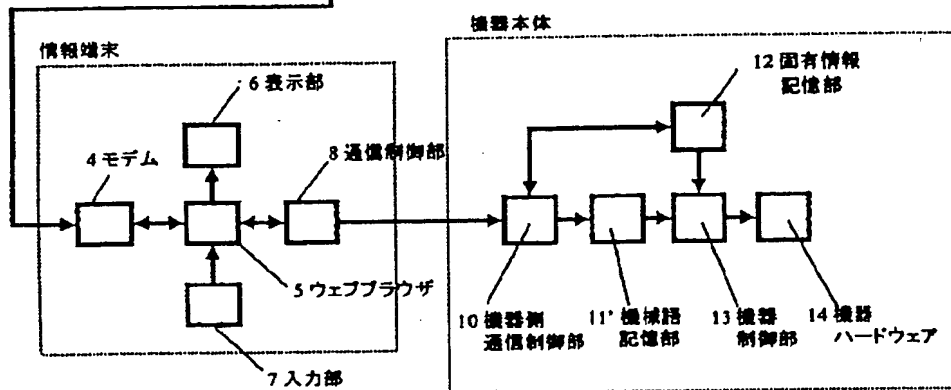 情報端末
機器本体
6 表示部
12 固有情報
記憶部
4 モデム
8 通信制御部
5 ウェブブラウザ
7 入力部
10 機器側
通信制御部
11' 機械語
記憶部
13 機器
制御部
14 機器
ハードウェア